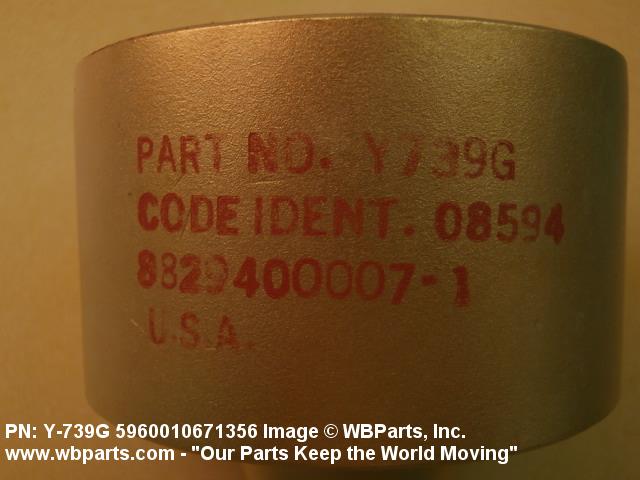 PART NO. Y739G
CODE IDENT. 08594
8829400007-1
U.S.A.
PN: Y-739G 5960010671356 Image © WBParts, Inc.
www.wbparts.com - "Our Parts Keep the World Moving"